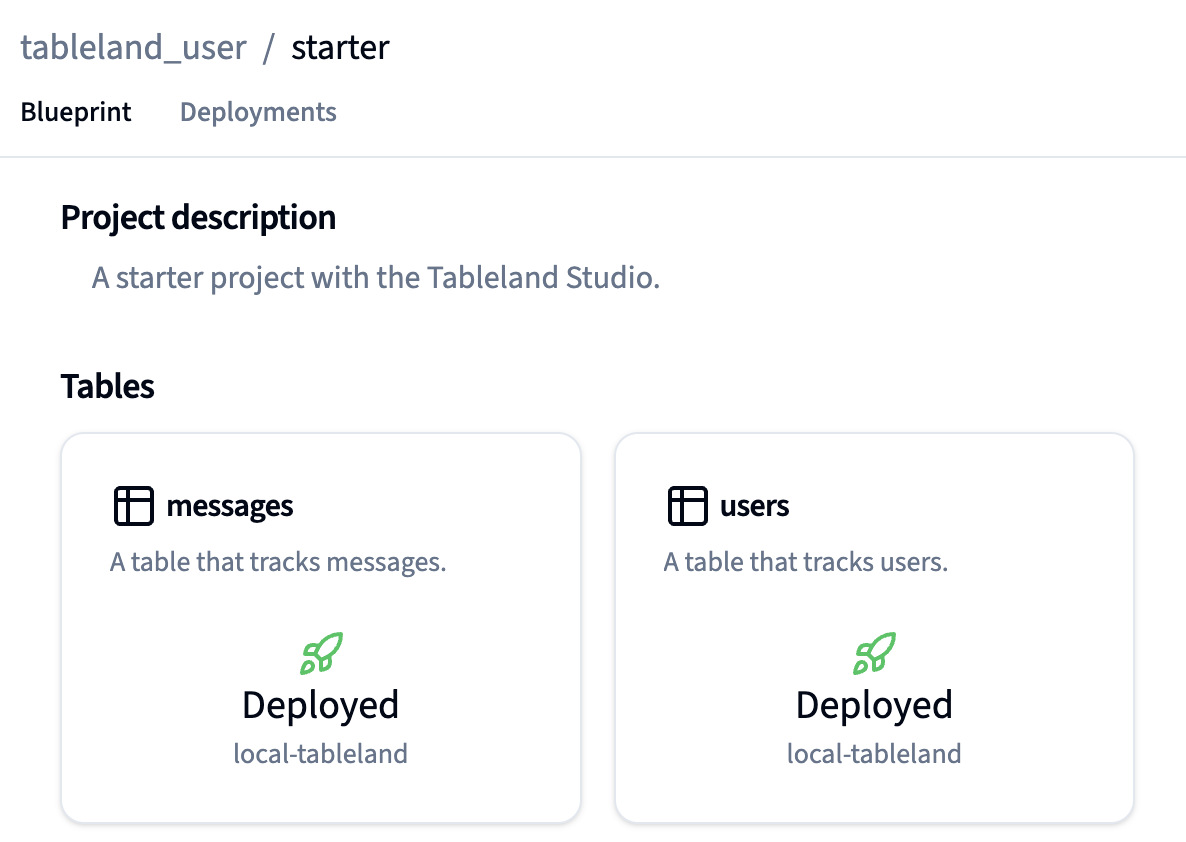 tableland_user / starter
Blueprint Deployments
Project description
A starter project with the Tableland Studio.
Tables
messages
A table that tracks messages.
Deployed
local-tableland
users
A table that tracks users.
Deployed
local-tableland